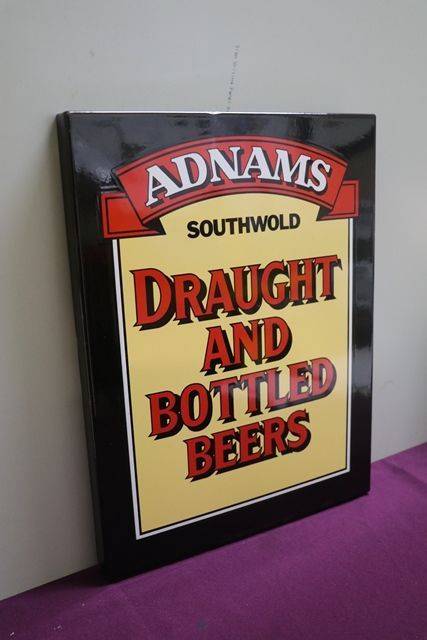 ADNAMS
SOUTHWOLD
DRAUGHT
AND
BOTTLED
BEERS